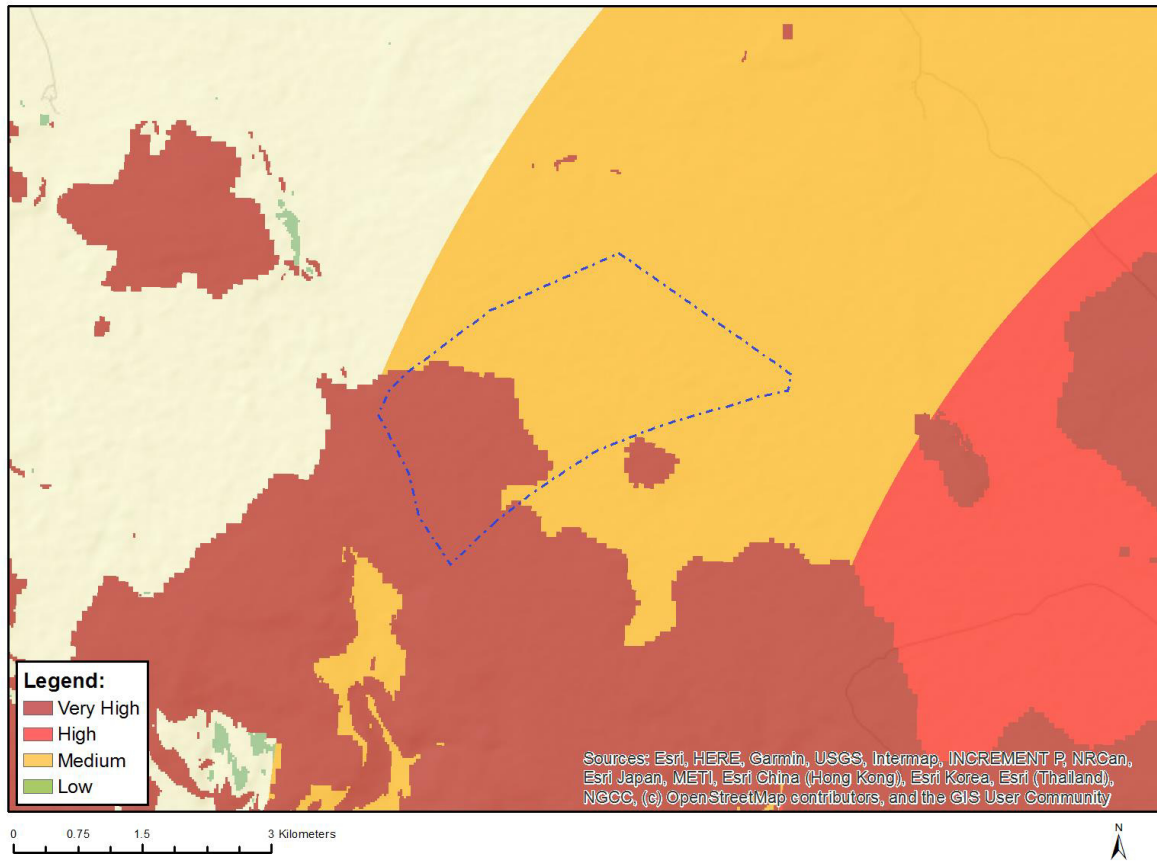 Legend:
Very High
High
Medium
Low
Sources: Esri, HERE, Garmin, USGS, Intermap, INCREMENT P, NRCan,
Esri Japan, METI, Esri China (Hong Kong), Esri Korea, Esri (Thailand),
NGCC, (c) OpenStreetMap contributors, and the GIS User Community
0 0.75 1.5 3 Kilometers
N